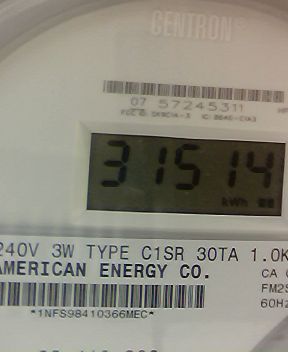 CENTRON®
07 57245311
31514
kWh
240V 3W TYPE C1SR 30TA 1.0K
AMERICAN ENERGY CO.
CA
FM2S
60Hz
*1NFS98410366MEC*